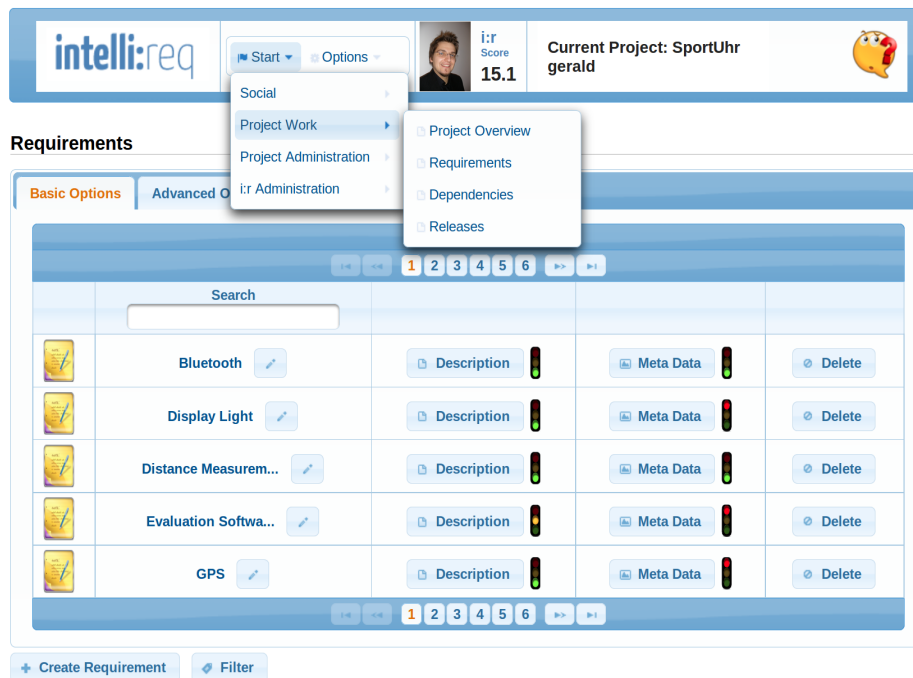 intelli:req
Start
Options
i:r
Score
15.1
Current Project: SportUhr
gerald
Social
Project Work
Project Administration
i:r Administration
Project Overview
Requirements
Dependencies
Releases
Requirements
Basic Options
Advanced O
1 2 3 4 5 6
Search
Bluetooth Description Meta Data Delete
Display Light Description Meta Data Delete
Distance Measurem... Description Meta Data Delete
Evaluation Softwa... Description Meta Data Delete
GPS Description Meta Data Delete
1 2 3 4 5 6
Create Requirement
Filter